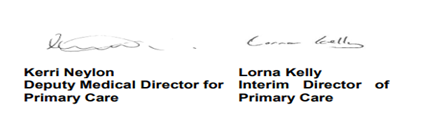 Lorna Kelly
Kerri Neylon Lorna Kelly
Deputy Medical Director for Interim Director of
Primary Care Primary Care